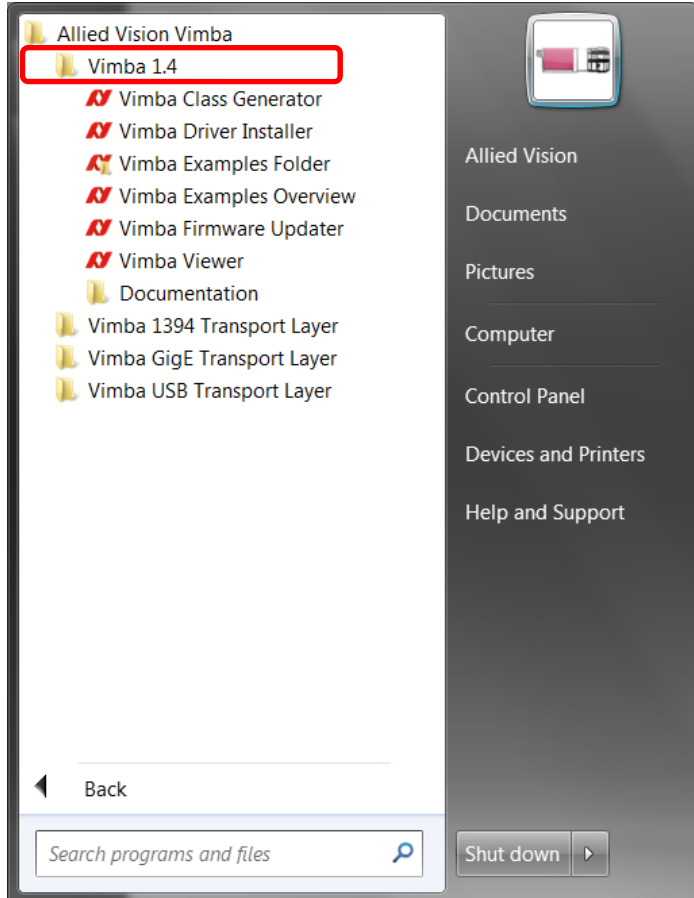 Allied Vision Vimba
Vimba 1.4
Vimba Class Generator
Vimba Driver Installer
Vimba Examples Folder
Vimba Examples Overview
Vimba Firmware Updater
Vimba Viewer
Documentation
Vimba 1394 Transport Layer
Vimba GigE Transport Layer
Vimba USB Transport Layer
Back
Search programs and files
Allied Vision
Documents
Pictures
Computer
Control Panel
Devices and Printers
Help and Support
Shut down